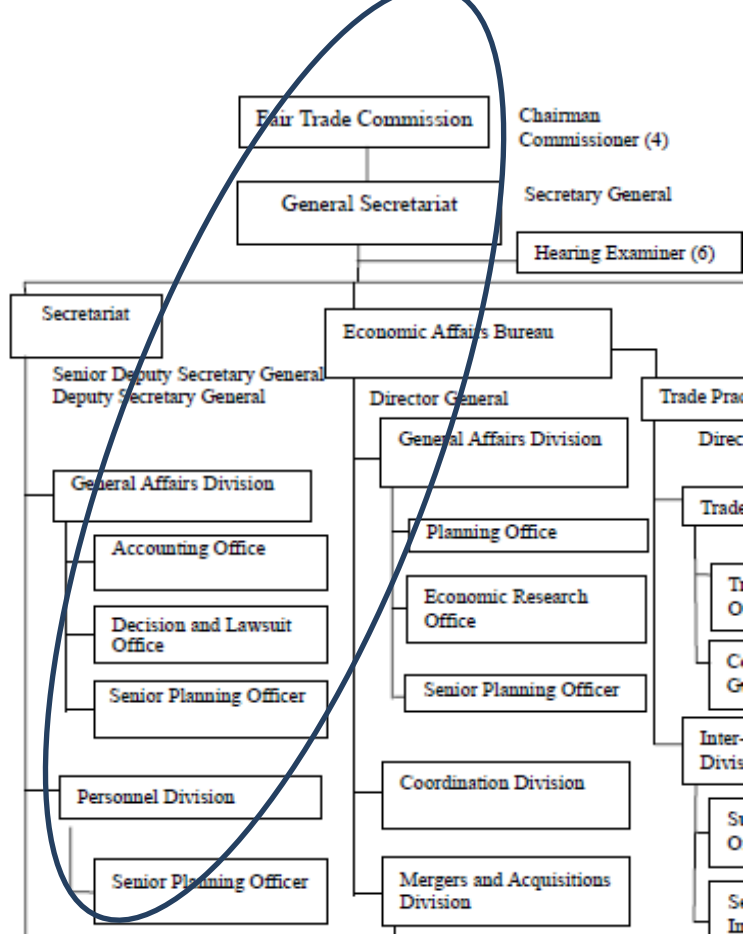 Fair Trade Commission
Chairman
Commissioner (4)
General Secretariat
Secretary General
Hearing Examiner (6)
Secretariat
Senior Deputy Secretary General
Deputy Secretary General
General Affairs Division
Accounting Office
Decision and Lawsuit
Office
Senior Planning Officer
Personnel Division
Senior Planning Officer
Economic Affairs Bureau
Director General
General Affairs Division
Planning Office
Economic Research
Office
Senior Planning Officer
Coordination Division
Mergers and Acquisitions
Division
Trade
Trade
Inter-